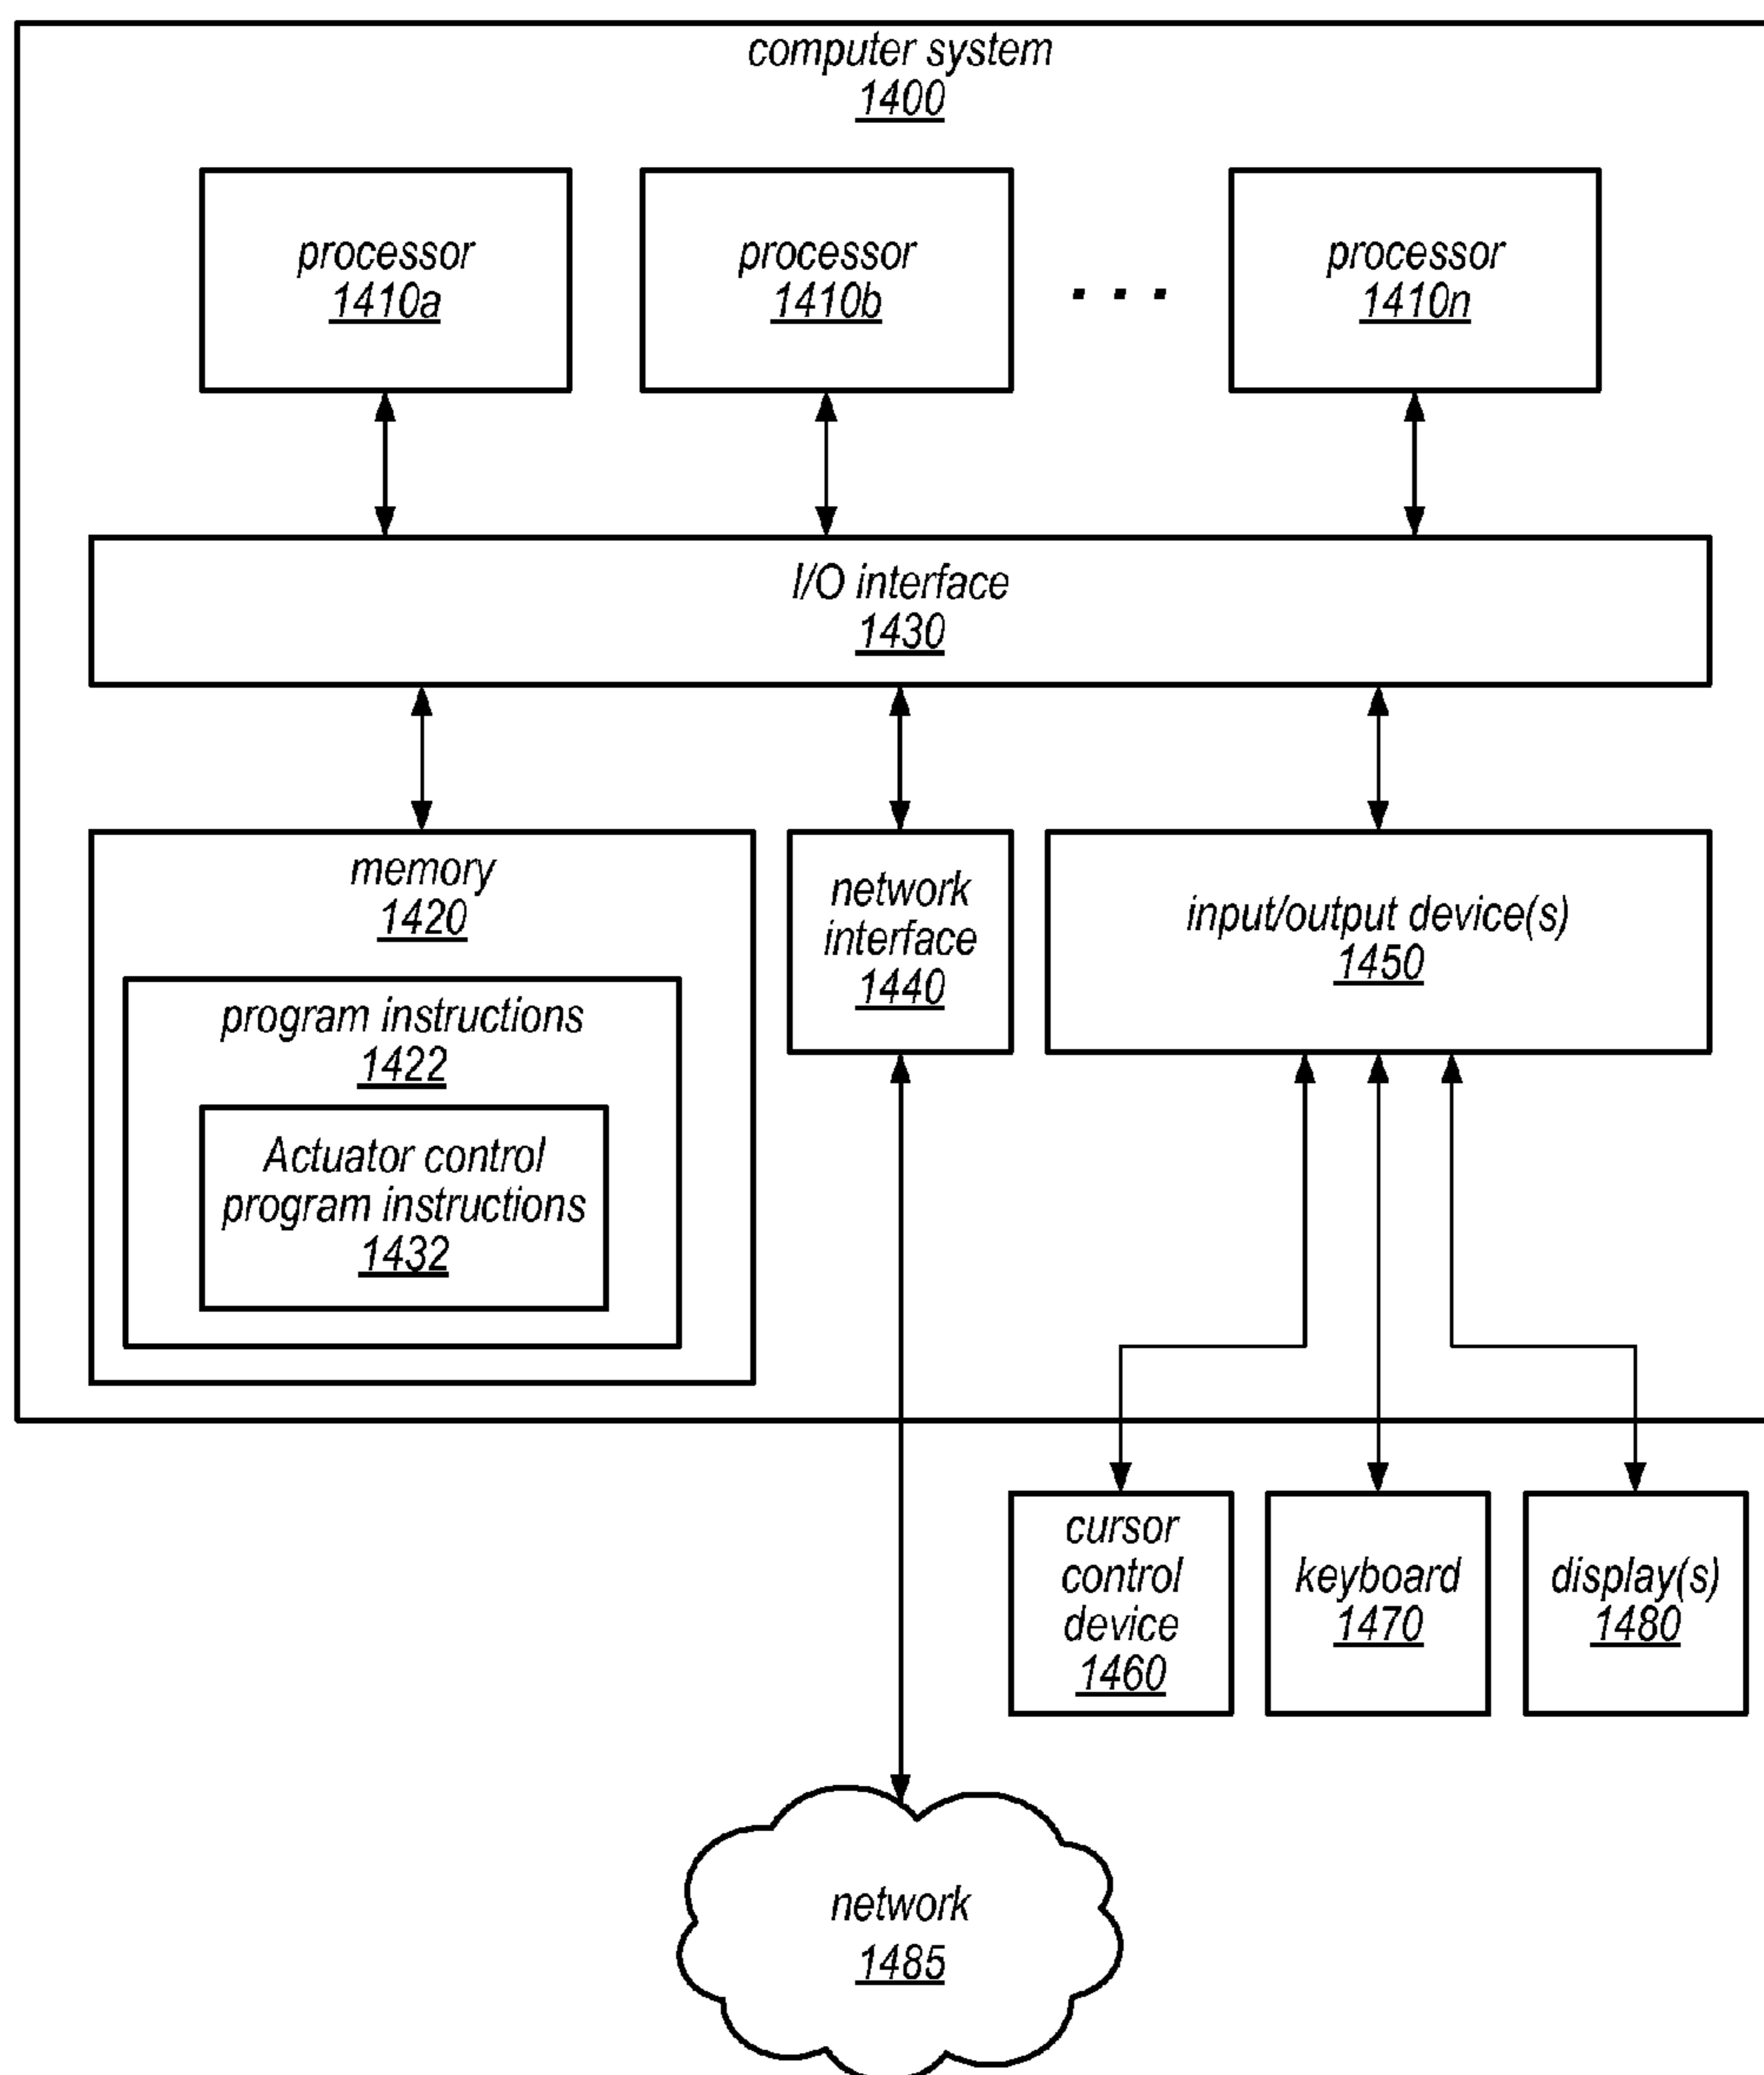 computer system
1400
processor
1410a
processor
1410b
. . .
processor
1410n
I/O interface
1430
memory
1420
program instructions
1422
Actuator control
program instructions
1432
network
interface
1440
input/output device(s)
1450
cursor
control
device
1460
keyboard
1470
display(s)
1480
network
1485